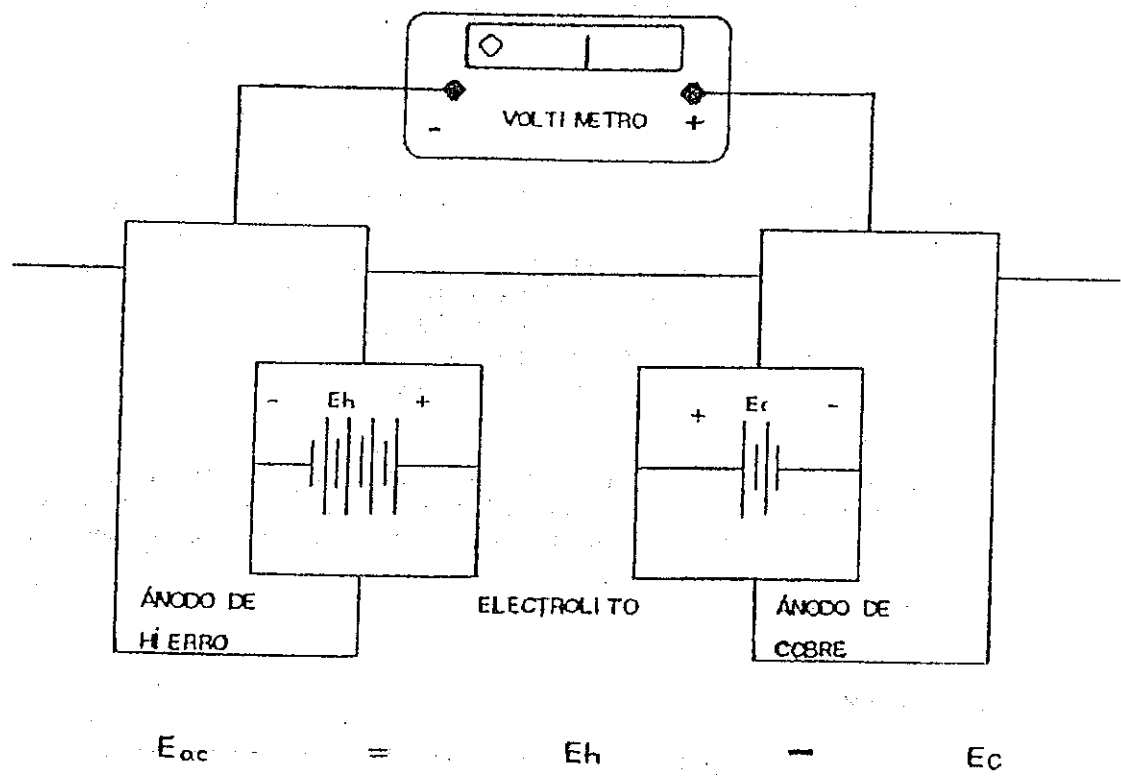 - VOLTIMETRO +
- Eh +
+ Ec -
ÁNODO DE
HIERRO
ELECTROLITO
ÁNODO DE
COBRE
Eac = Eh - Ec